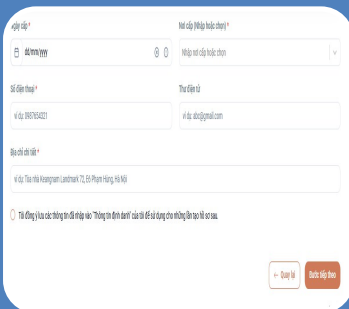 Ngày cấp *
Nơi cấp (Nhập hoặc chọn) *
dd/mm/yyyy
Nhập nơi cấp hoặc chọn
Số điện thoại *
Thư điện tử
ví dụ: 0987654321
ví dụ: abc@gmail.com
Địa chỉ chi tiết *
ví dụ: Tòa nhà Keangnam Landmark 72, E6 Phạm Hùng, Hà Nội
Tôi đồng ý lưu các thông tin đã nhập vào 'Thông tin định danh' của tôi để sử dụng cho những lần tạo hồ sơ sau.
← Quay lại
Bước tiếp theo